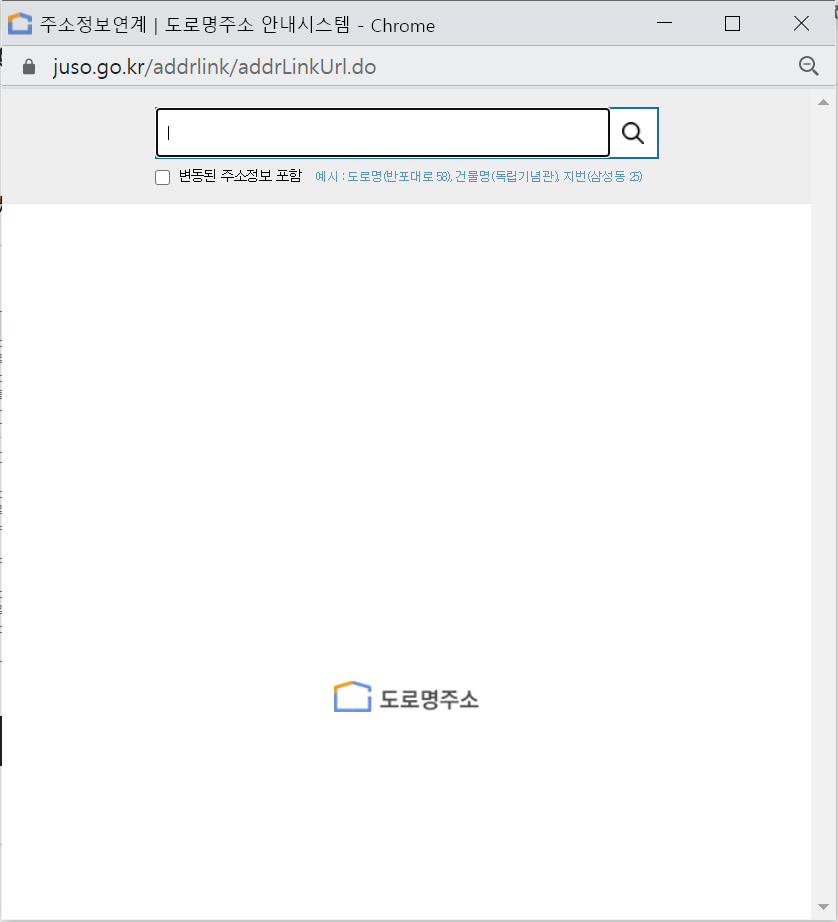 주소정보연계 | 도로명주소 안내시스템 - Chrome
juso.go.kr/addrlink/addrLinkUrl.do
변동된 주소정보 포함 예시 : 도로명(반포대로 58), 건물명(독립기념관), 지번(삼성동 25)
도로명주소